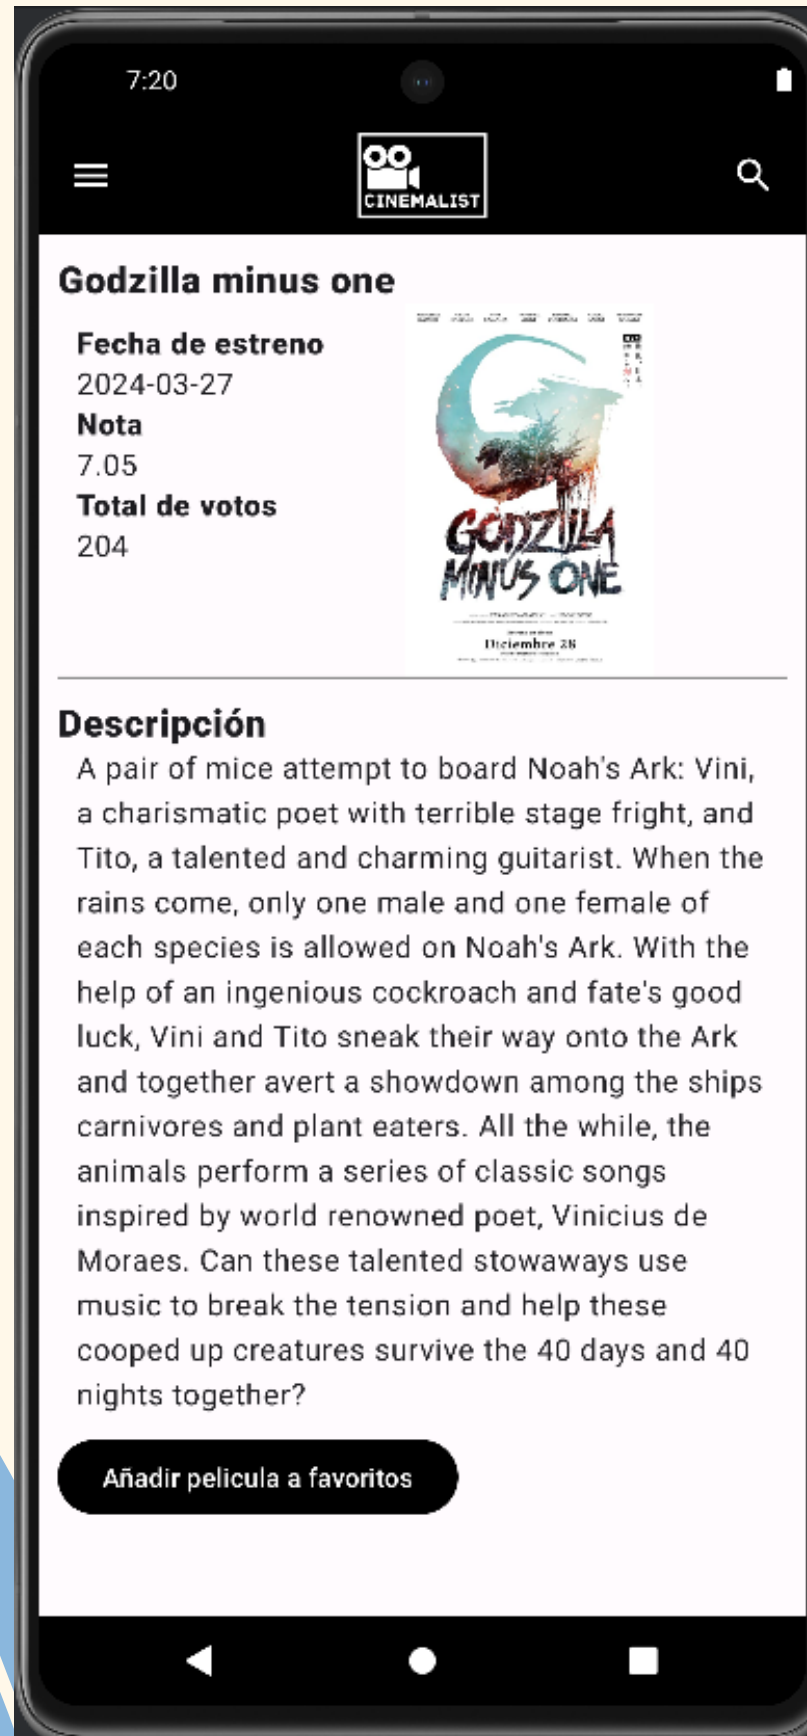 7:20
CINEMALIST
Godzilla minus one
Fecha de estreno
2024-03-27
Nota
7.05
Total de votos
204
GODZILLA
MINUS ONE
Diciembre 28
Descripción
A pair of mice attempt to board Noah's Ark: Vini,
a charismatic poet with terrible stage fright, and
Tito, a talented and charming guitarist. When the
rains come, only one male and one female of
each species is allowed on Noah's Ark. With the
help of an ingenious cockroach and fate's good
luck, Vini and Tito sneak their way onto the Ark
and together avert a showdown among the ships
carnivores and plant eaters. All the while, the
animals perform a series of classic songs
inspired by world renowned poet, Vinicius de
Moraes. Can these talented stowaways use
music to break the tension and help these
cooped up creatures survive the 40 days and 40
nights together?
Añadir pelicula a favoritos